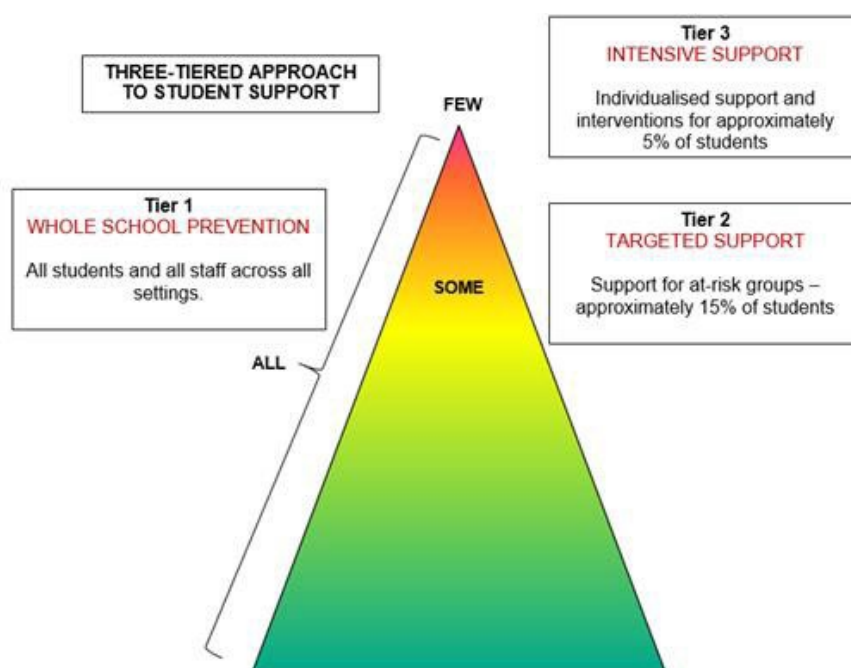 THREE-TIERED APPROACH
TO STUDENT SUPPORT
FEW
Tier 3
INTENSIVE SUPPORT
Individualised support and
interventions for approximately
5% of students
Tier 1
WHOLE SCHOOL PREVENTION
All students and all staff across all
settings.
Tier 2
TARGETED SUPPORT
Support for at-risk groups –
approximately 15% of students
SOME
ALL